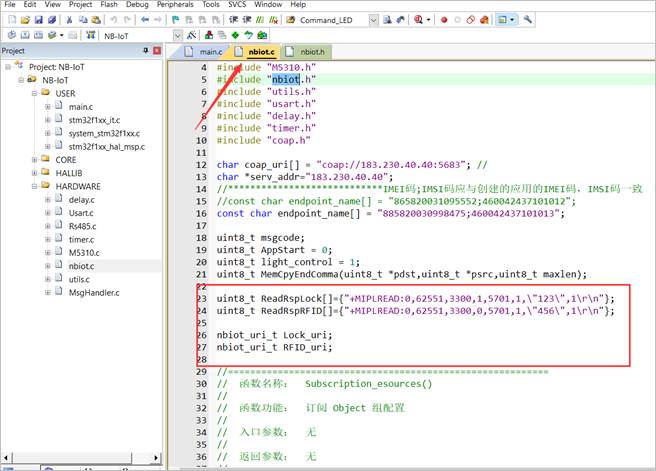 File Edit View Project Flash Debug Peripherals Tools SVCS Window Help
Command_LED
NB-IoT
Project
main.c
nbiot.c
nbiot.h
Project: NB-IoT
NB-IoT
USER
main.c
stm32f1xx_it.c
system_stm32f1xx.c
stm32f1xx_hal_msp.c
CORE
HALLIB
HARDWARE
delay.c
Usart.c
Rs485.c
timer.c
M5310.c
nbiot.c
utils.c
MsgHandler.c
4 #include "M5310.h"
5 #include "nbiot.h"
6 #include "utils.h"
7 #include "usart.h"
8 #include "delay.h"
9 #include "timer.h"
10 #include "coap.h"
11
12 char coap_uri[] = "coap://183.230.40.40:5683"; //
13 char *serv_addr="183.230.40.40";
14 //****************************IMEI码;IMSI码应与创建的应用的IMEI码，IMSI码一致
15 //const char endpoint_name[] = "865820031095552;460042437101012";
16 const char endpoint_name[] = "885820030998475;460042437101013";
17
18 uint8_t msgcode;
19 uint8_t AppStart = 0;
20 uint8_t light_control = 1;
21 uint8_t MemCpyEndComma(uint8_t *pdst,uint8_t *psrc,uint8_t maxlen);
22
23 uint8_t ReadRspLock[]={"+MIPLREAD:0,62551,3300,1,5701,1,\"123\",1\r\n"};
24 uint8_t ReadRspRFID[]={"+MIPLREAD:0,62551,3300,0,5701,1,\"456\",1\r\n"};
25
26 nbiot_uri_t Lock_uri;
27 nbiot_uri_t RFID_uri;
28
29 //==========================================================
30 // 函数名称： Subscription_esources()
31 //
32 // 函数功能： 订阅 Object 组配置
33 //
34 // 入口参数： 无
35 //
36 // 返回参数： 无